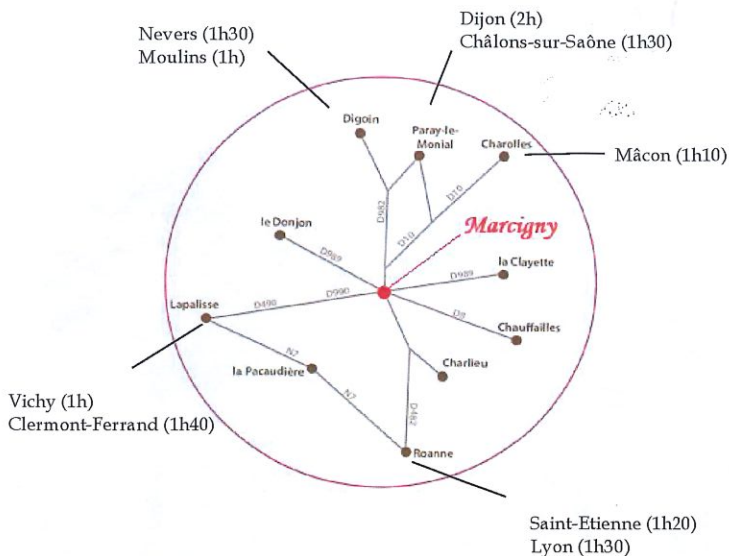 Nevers (1h30)
Moulins (1h)
Dijon (2h)
Châlons-sur-Saône (1h30)
Digoin
Paray-le-
Monial
Charolles
Mâcon (1h10)
D982
D10
D10
Marcigny
le Donjon
D989
D989
la Clayette
Lapalisse
D490
D990
D8
Chauffailles
N7
la Pacaudière
Charlieu
N7
D482
Roanne
Vichy (1h)
Clermont-Ferrand (1h40)
Saint-Etienne (1h20)
Lyon (1h30)